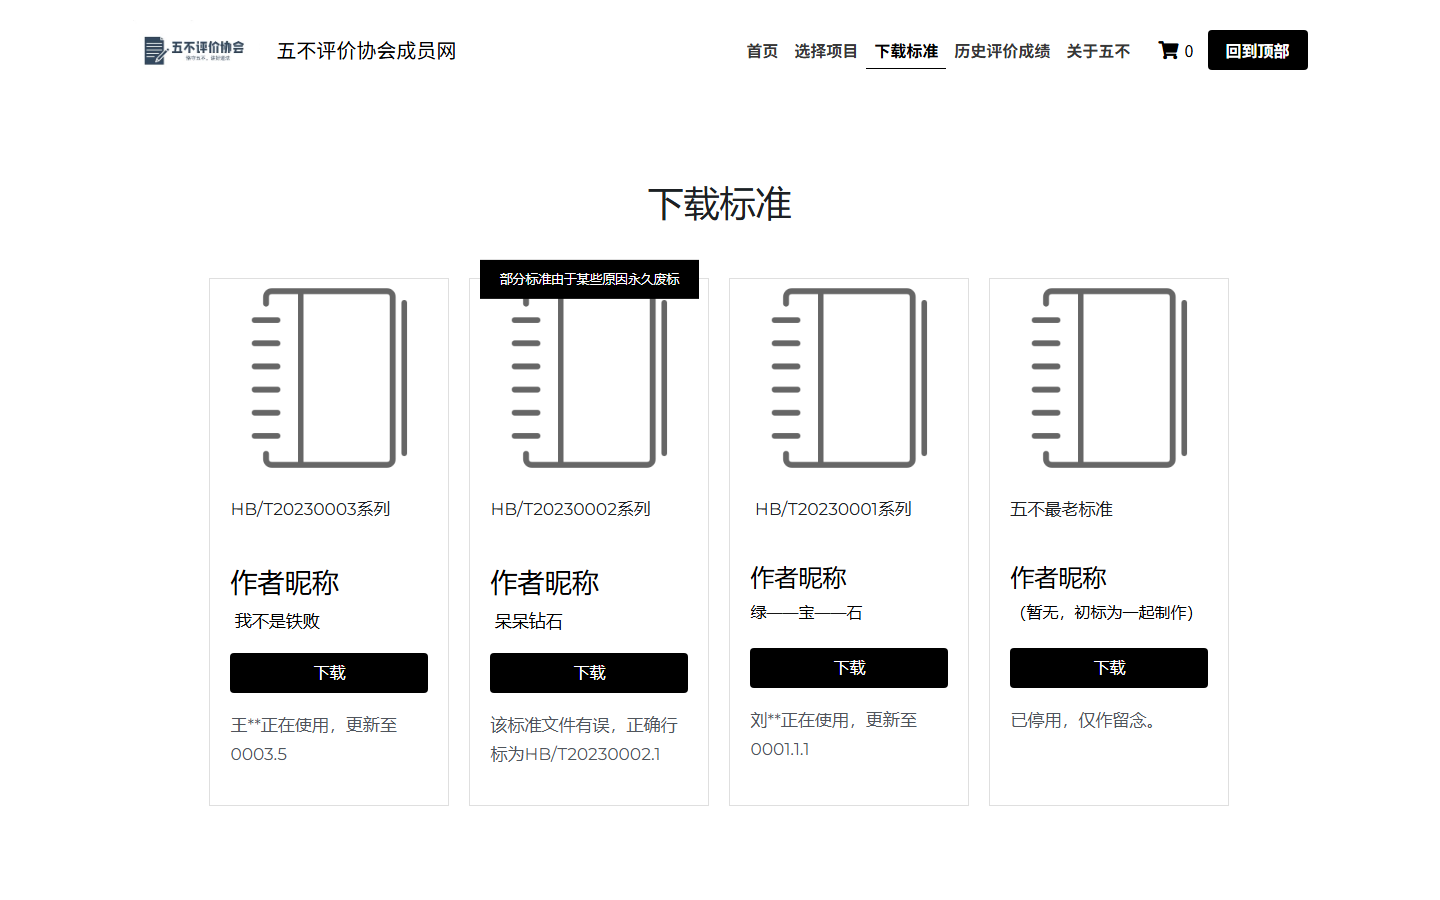 五不评价协会
五不评价协会成员网
首页 选择项目 下载标准 历史评价成绩 关于五不 0 回到顶部
下载标准
部分标准由于某些原因永久废标
HB/T20230003系列
作者昵称
我不是铁败
下载
王**正在使用，更新至
0003.5
HB/T20230002系列
作者昵称
呆呆钻石
下载
该标准文件有误，正确行
标为HB/T20230002.1
HB/T20230001系列
作者昵称
绿——宝——石
下载
刘**正在使用，更新至
0001.1.1
五不最老标准
作者昵称
（暂无，初标为一起制作）
下载
已停用，仅作留念。